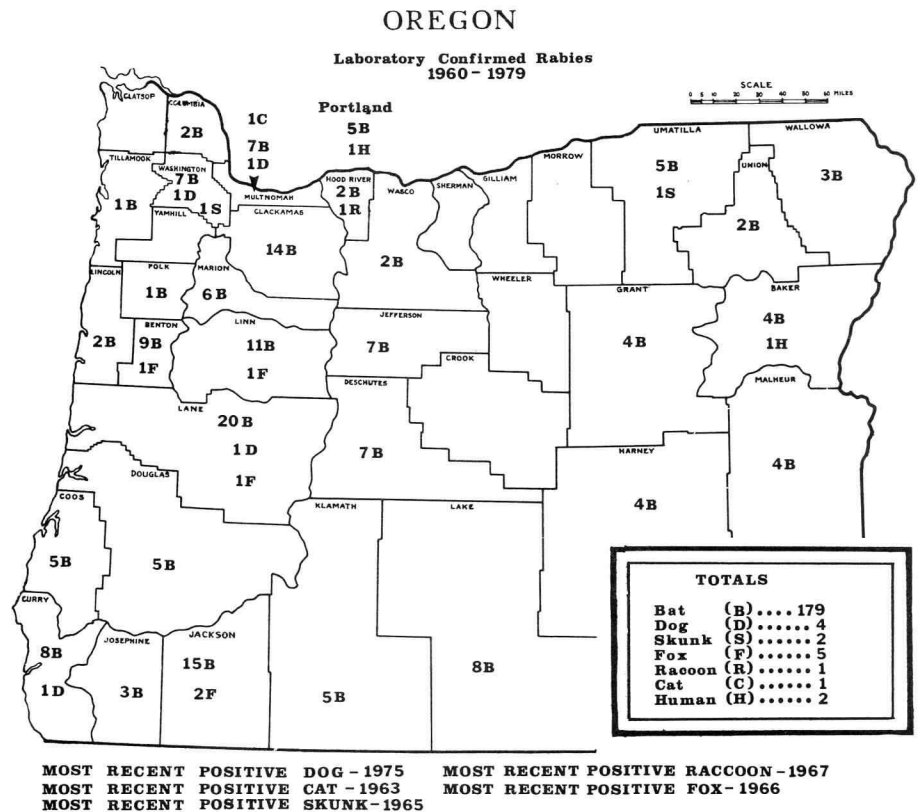 OREGON
Laboratory Confirmed Rabies
1960-1979
SCALE
0 5 10 20 30 40 50 60 MILES
CLATSOP
COLUMBIA
2B
1C
7B
1D
MULTNOMAH
Portland
5B
1H
TILLAMOOK
1B
WASHINGTON
7B
1D
1S
YAMHILL
CLACKAMAS
14B
HOOD RIVER
2B
1R
WASCO
2B
SHERMAN
GILLIAM
MORROW
UMATILLA
5B
1S
UNION
2B
WALLOWA
3B
LINCOLN
2B
POLK
1B
MARION
6B
BENTON
9B
1F
LINN
11B
1F
JEFFERSON
7B
WHEELER
CROOK
GRANT
4B
BAKER
4B
1H
MALHEUR
4B
LANE
20B
1D
1F
DESCHUTES
7B
HARNEY
4B
DOUGLAS
5B
COOS
5B
KLAMATH
5B
LAKE
8B
CURRY
8B
1D
JOSEPHINE
3B
JACKSON
15B
2F
TOTALS
Bat (B).... 179
Dog (D)...... 4
Skunk (S)...... 2
Fox (F)...... 5
Racoon (R)...... 1
Cat (C)...... 1
Human (H)...... 2
MOST RECENT POSITIVE DOG-1975 MOST RECENT POSITIVE RACCOON-1967
MOST RECENT POSITIVE CAT-1963 MOST RECENT POSITIVE FOX-1966
MOST RECENT POSITIVE SKUNK-1965